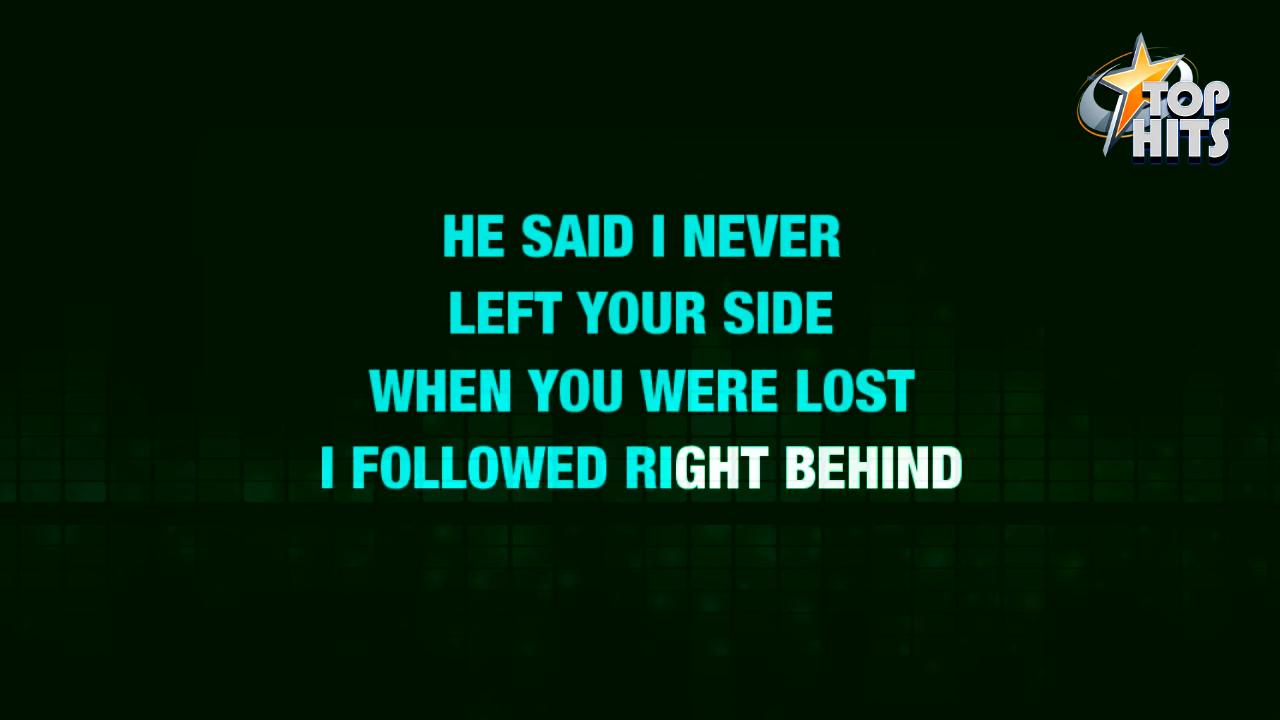 TOP
HITS
HE SAID I NEVER
LEFT YOUR SIDE
WHEN YOU WERE LOST
I FOLLOWED RIGHT BEHIND